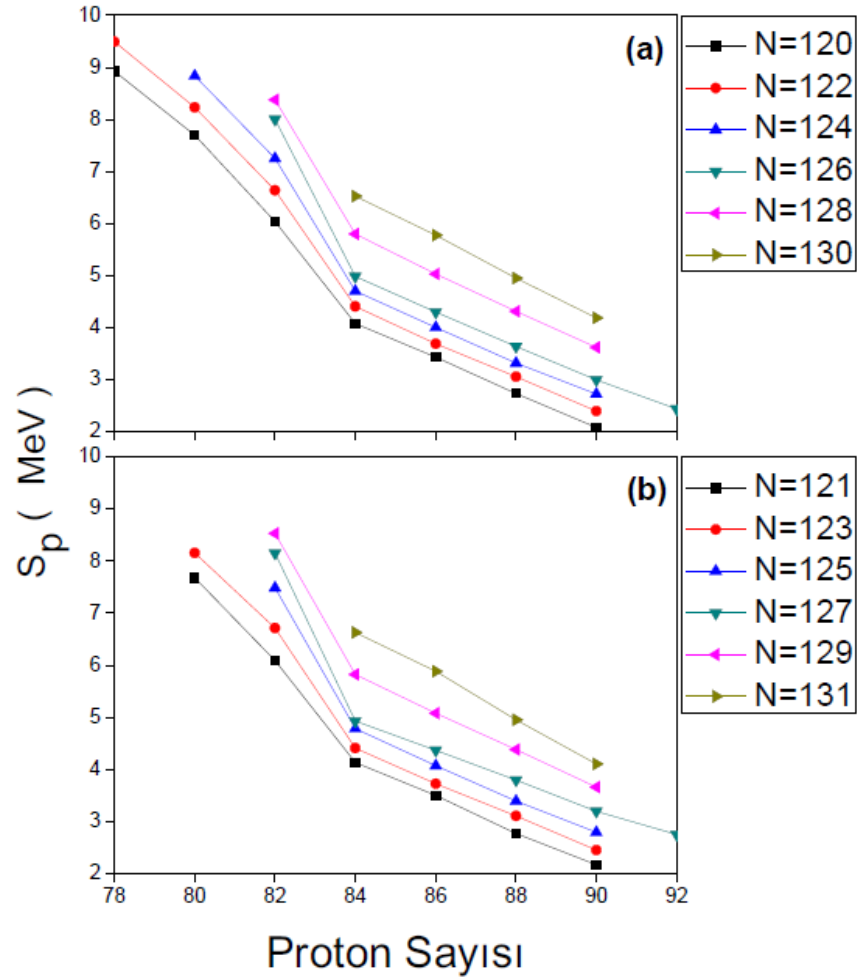 (a)
10
9
8
7
6
5
4
3
2
N=120
N=122
N=124
N=126
N=128
N=130
(b)
10
9
8
7
6
5
4
3
2
N=121
N=123
N=125
N=127
N=129
N=131
78 80 82 84 86 88 90 92
Sp ( MeV )
Proton Sayısı